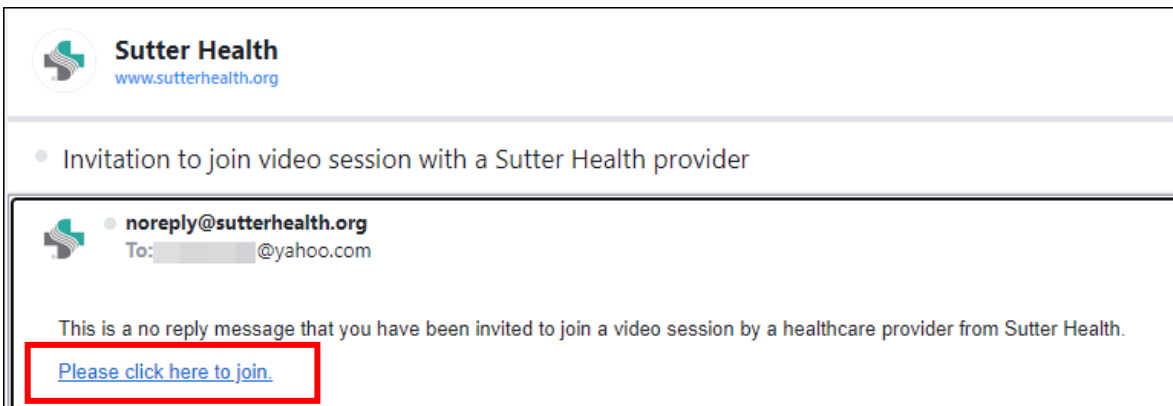 Sutter Health
www.sutterhealth.org
Invitation to join video session with a Sutter Health provider
noreply@sutterhealth.org
To: @yahoo.com
This is a no reply message that you have been invited to join a video session by a healthcare provider from Sutter Health.
Please click here to join.